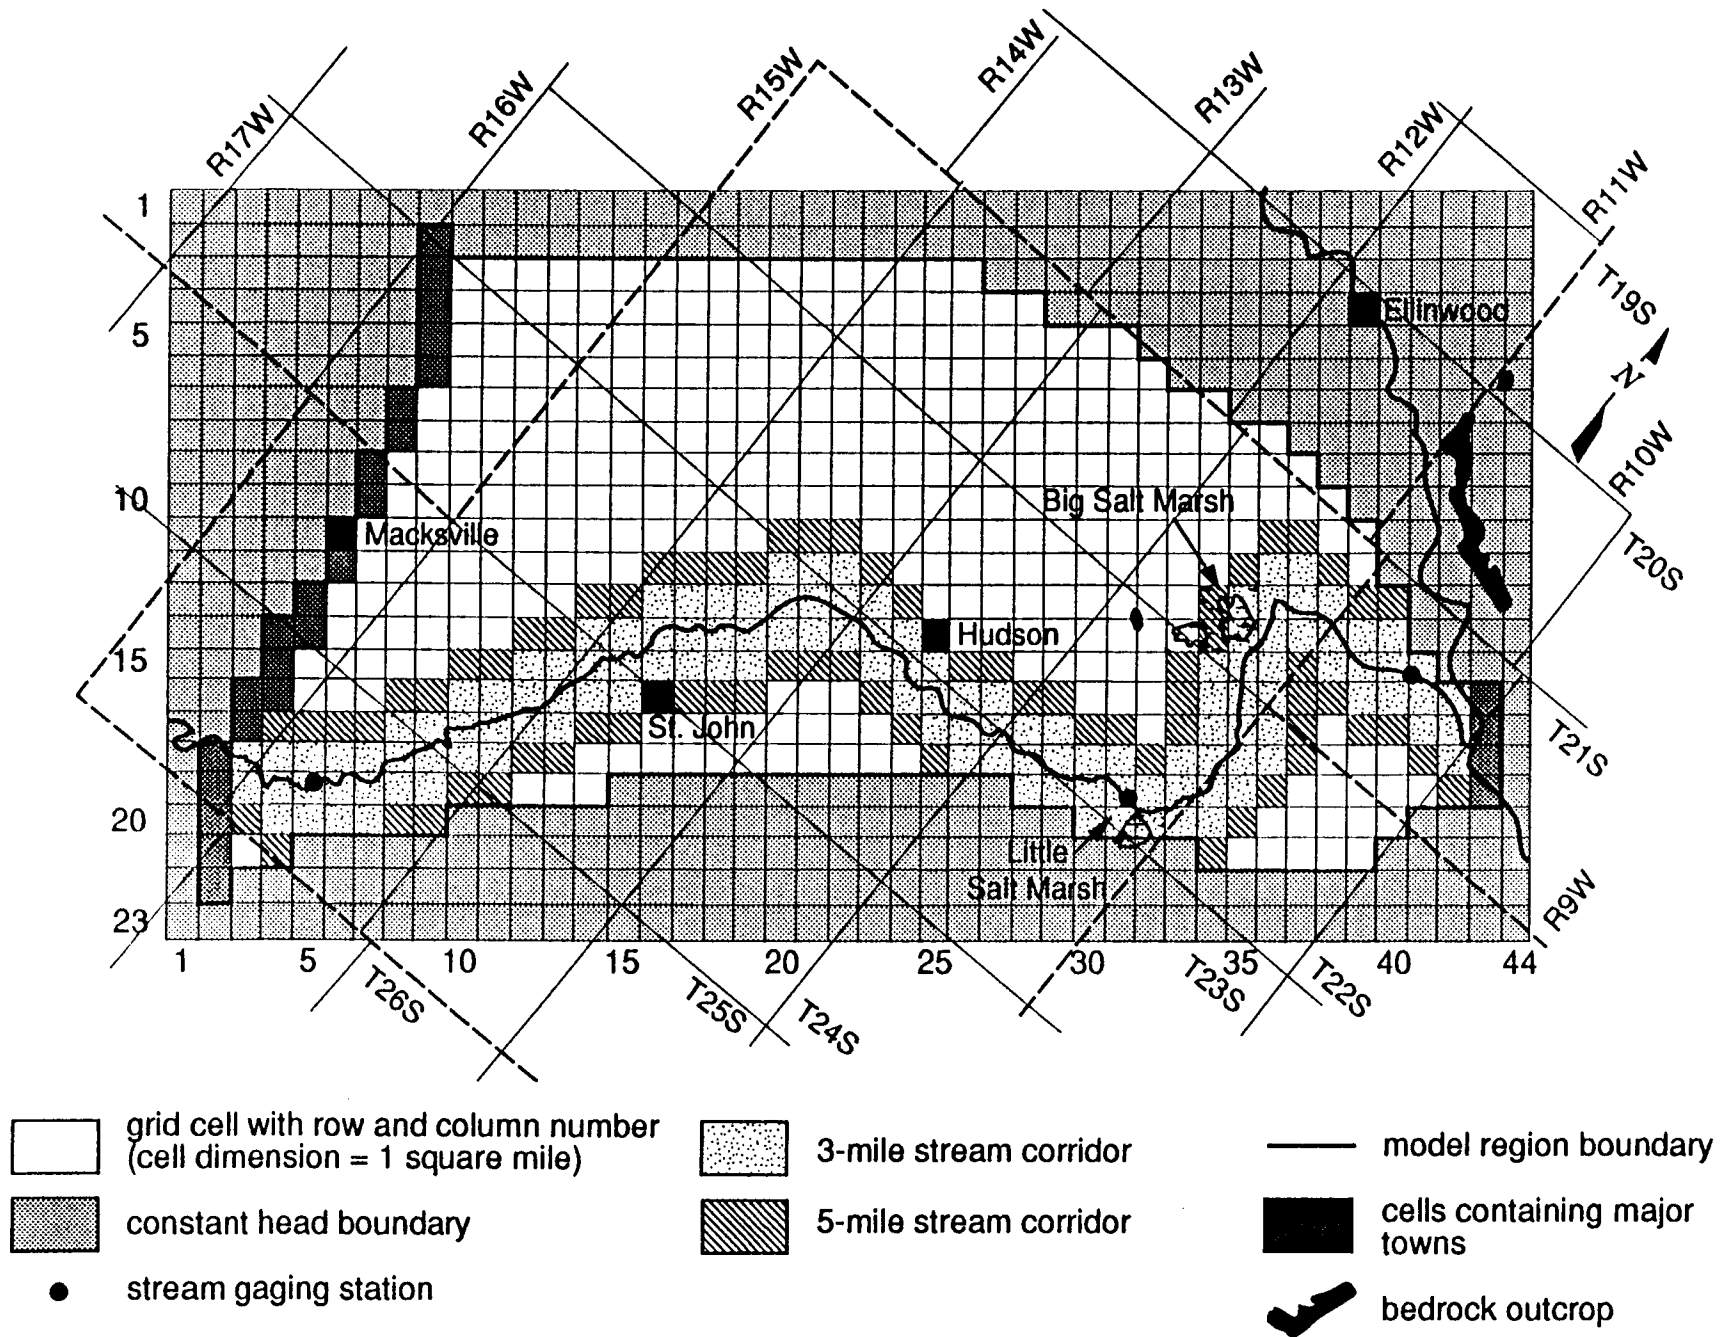 R17W
R16W
R15W
R14W
R13W
R12W
R11W
1
5
10
15
20
23
Ellinwood
T19S
N
R10W
Big Salt Marsh
Macksville
T20S
Hudson
St. John
T21S
Little
Salt Marsh
R9W
1 5 10 15 20 25 30 35 40 44
T26S
T25S
T24S
T23S
T22S
grid cell with row and column number
(cell dimension = 1 square mile)
constant head boundary
stream gaging station
3-mile stream corridor
5-mile stream corridor
model region boundary
cells containing major
towns
bedrock outcrop